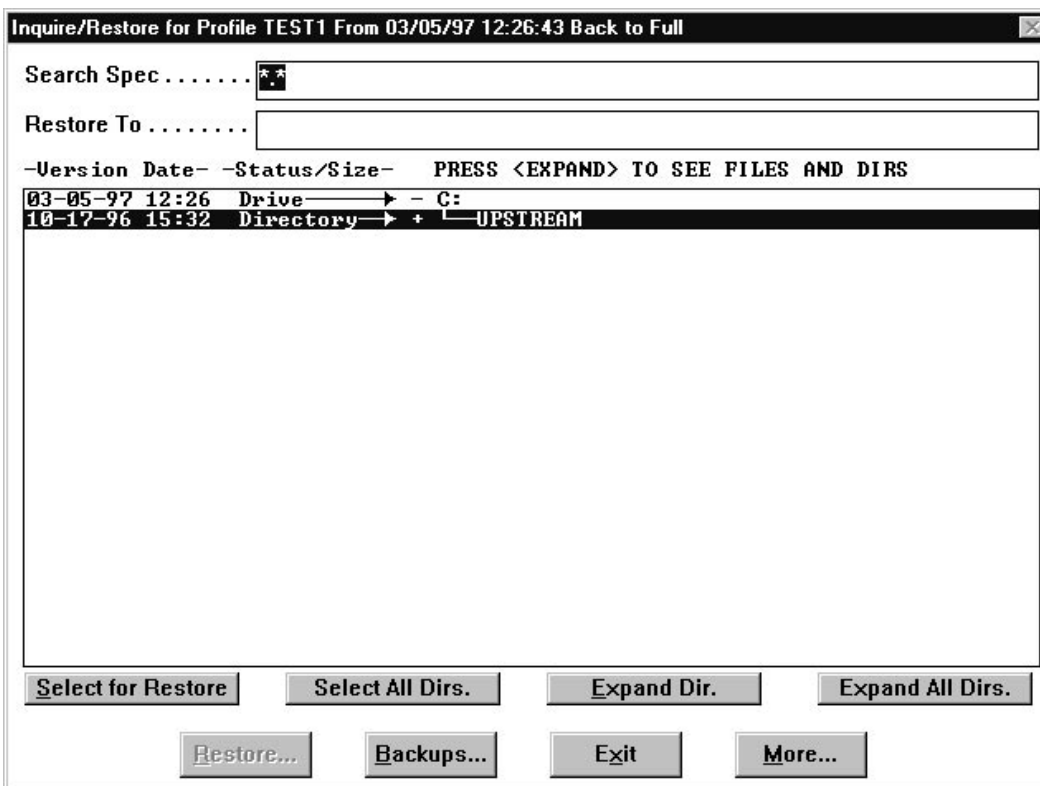 Inquire/Restore for Profile TEST1 From 03/05/97 12:26:43 Back to Full
Search Spec . . . . . . . *.*
Restore To . . . . . . . .
-Version Date- -Status/Size- PRESS <EXPAND> TO SEE FILES AND DIRS
03-05-97 12:26 Drive - C:
10-17-96 15:32 Directory + UPSTREAM
Select for Restore Select All Dirs. Expand Dir. Expand All Dirs.
Restore... Backups... Exit More...